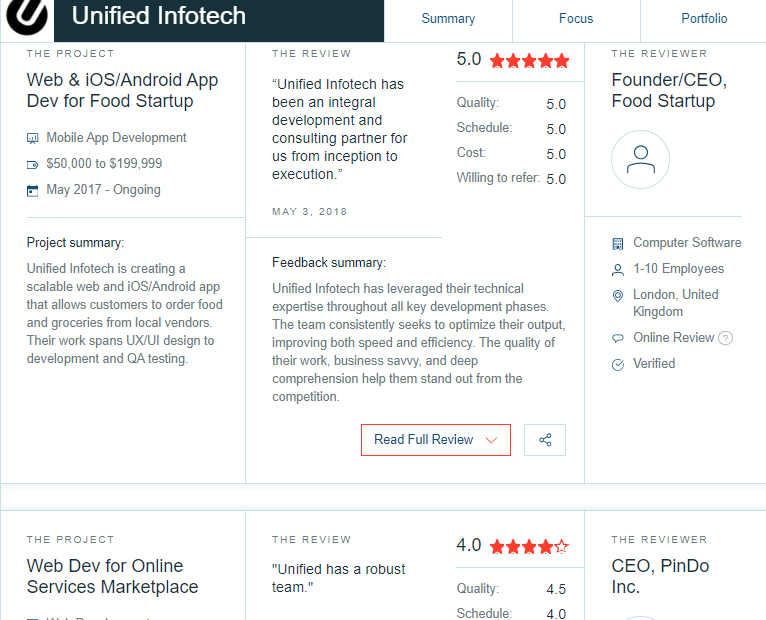 Unified Infotech
Summary
Focus
Portfolio
THE PROJECT
Web & iOS/Android App
Dev for Food Startup
Mobile App Development
$50,000 to $199,999
May 2017 - Ongoing
Project summary:
Unified Infotech is creating a
scalable web and iOS/Android app
that allows customers to order food
and groceries from local vendors.
Their work spans UX/UI design to
development and QA testing.
THE REVIEW
“Unified Infotech has
been an integral
development and
consulting partner for
us from inception to
execution.”
MAY 3, 2018
5.0
Quality: 5.0
Schedule: 5.0
Cost: 5.0
Willing to refer: 5.0
Feedback summary:
Unified Infotech has leveraged their technical
expertise throughout all key development phases.
The team consistently seeks to optimize their output,
improving both speed and efficiency. The quality of
their work, business savvy, and deep
comprehension help them stand out from the
competition.
Read Full Review
THE REVIEWER
Founder/CEO,
Food Startup
Computer Software
1-10 Employees
London, United
Kingdom
Online Review ?
Verified
THE PROJECT
Web Dev for Online
Services Marketplace
THE REVIEW
"Unified has a robust
team."
4.0
Quality: 4.5
Schedule: 4.0
THE REVIEWER
CEO, PinDo
Inc.